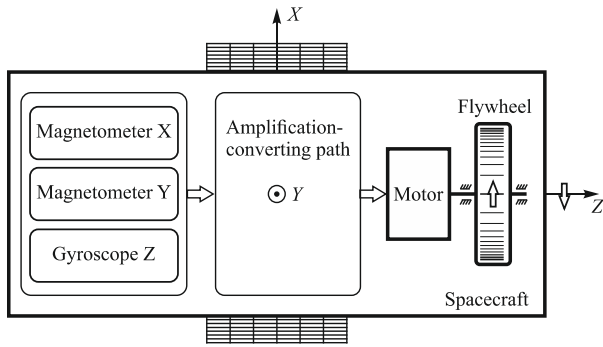 X
Flywheel
Magnetometer X
Amplification-
converting path
Magnetometer Y
Y
Motor
Z
Gyroscope Z
Spacecraft